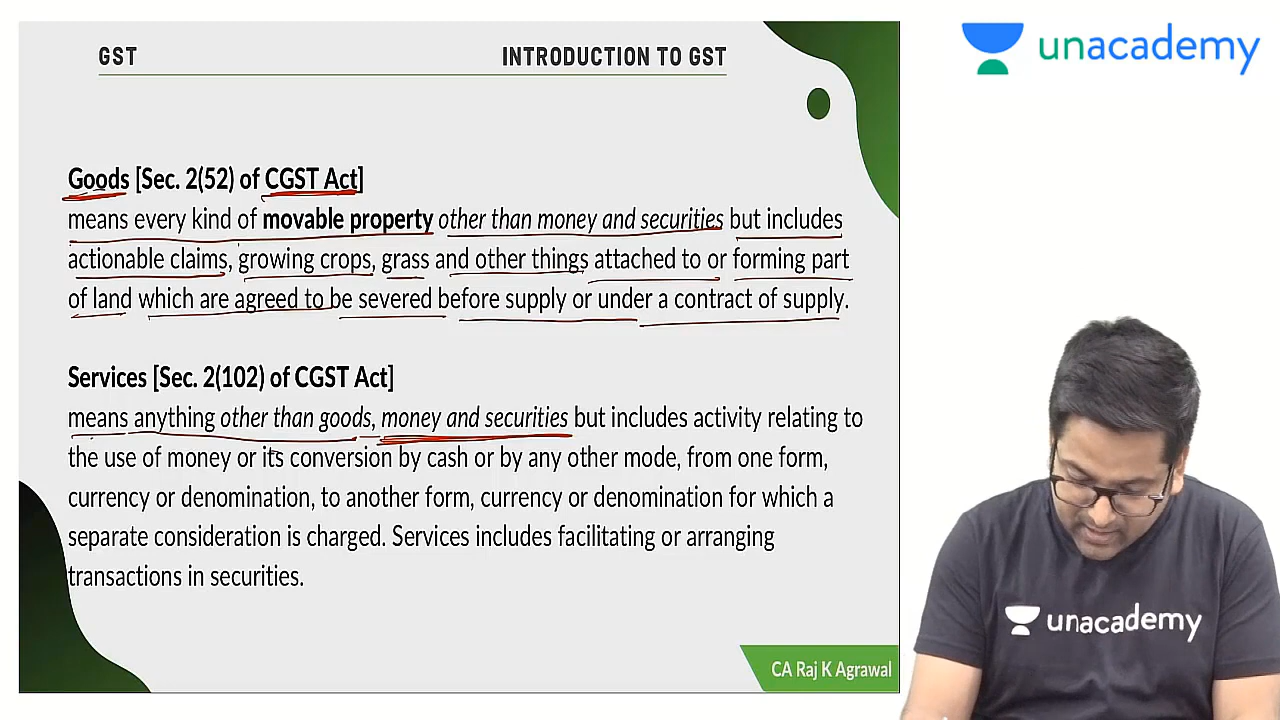 GST INTRODUCTION TO GST
unacademy
Goods [Sec. 2(52) of CGST Act]
means every kind of movable property other than money and securities but includes
actionable claims, growing crops, grass and other things attached to or forming part
of land which are agreed to be severed before supply or under a contract of supply.
Services [Sec. 2(102) of CGST Act]
means anything other than goods, money and securities but includes activity relating to
the use of money or its conversion by cash or by any other mode, from one form,
currency or denomination, to another form, currency or denomination for which a
separate consideration is charged. Services includes facilitating or arranging
transactions in securities.
CA Raj K Agrawal
unacademy